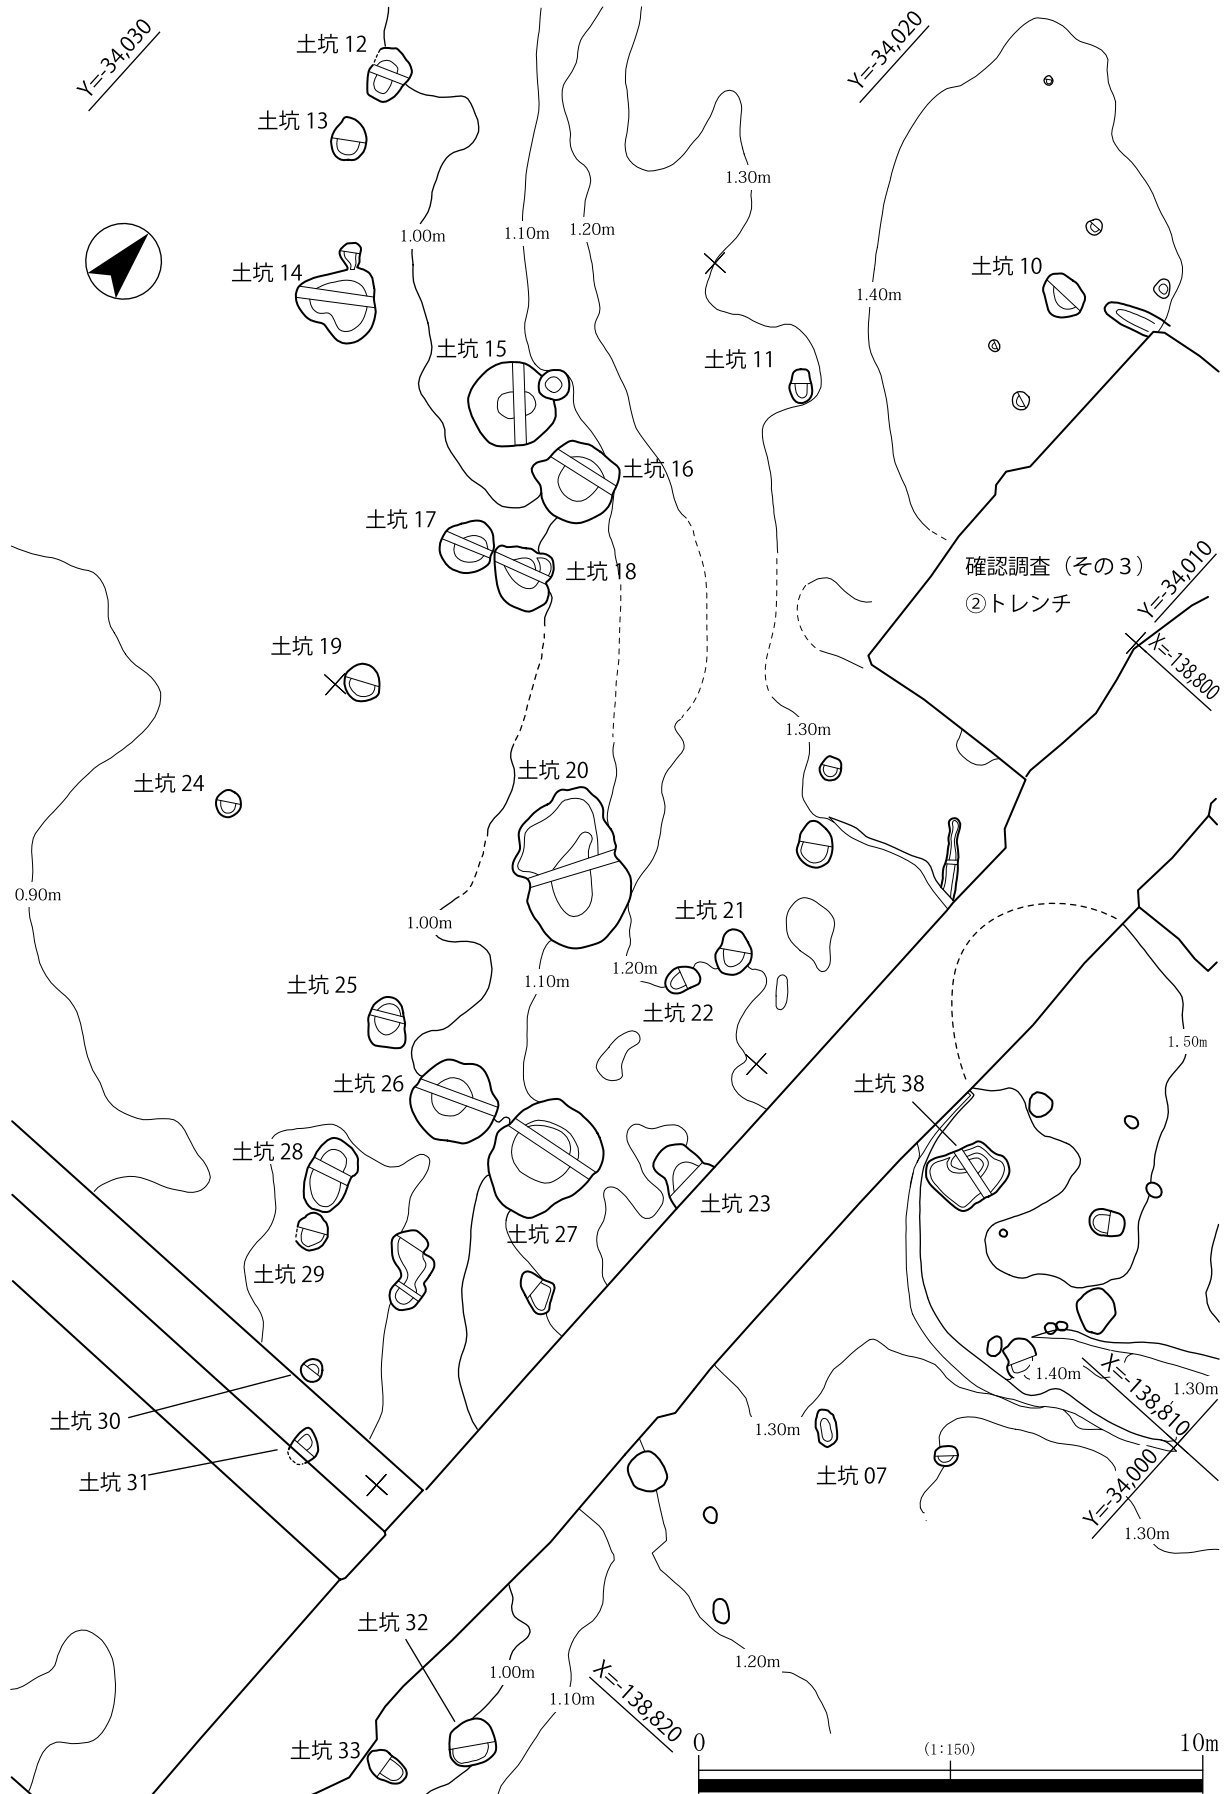 Y=-34,030
土坑 12
Y=-34,020
土坑 13
1.30m
1.00m
1.10m
1.20m
土坑 14
土坑 10
1.40m
土坑 15
土坑 11
土坑 16
土坑 17
土坑 18
確認調査（その３）
②トレンチ
Y=-34,010
X=-138,800
土坑 19
1.30m
土坑 20
土坑 24
0.90m
1.00m
土坑 21
1.20m
1.10m
土坑 25
土坑 22
1.50m
土坑 26
土坑 38
土坑 28
土坑 23
土坑 27
土坑 29
1.40m
X=-138,810
1.30m
土坑 30
1.30m
土坑 31
土坑 07
Y=-34,000
1.30m
土坑 32
1.20m
1.00m
1.10m
X=-138,820
土坑 33
0
(1:150)
10m